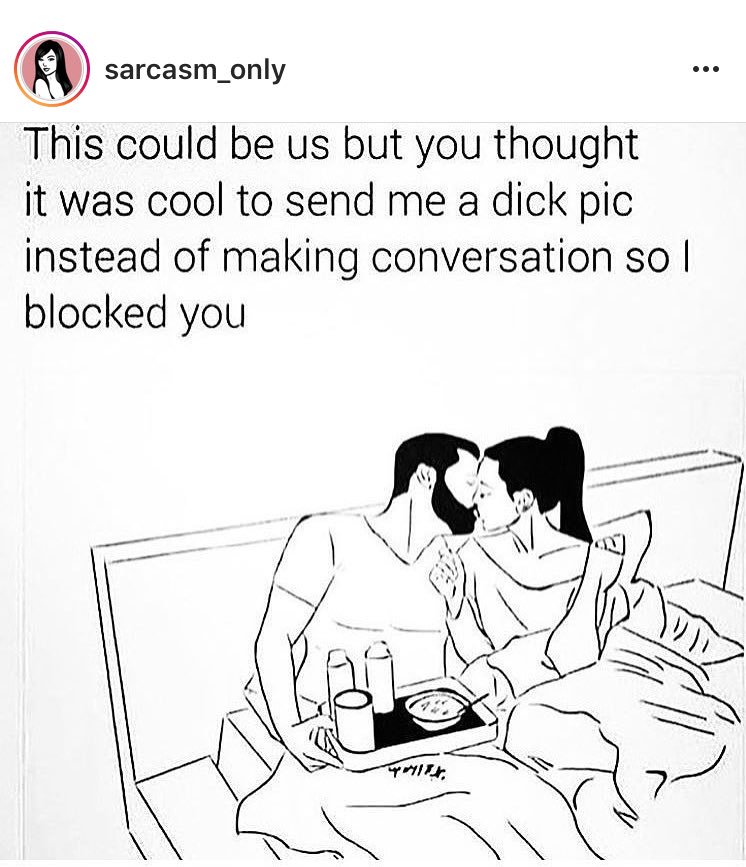 sarcasm_only
This could be us but you thought
it was cool to send me a dick pic
instead of making conversation so I
blocked you